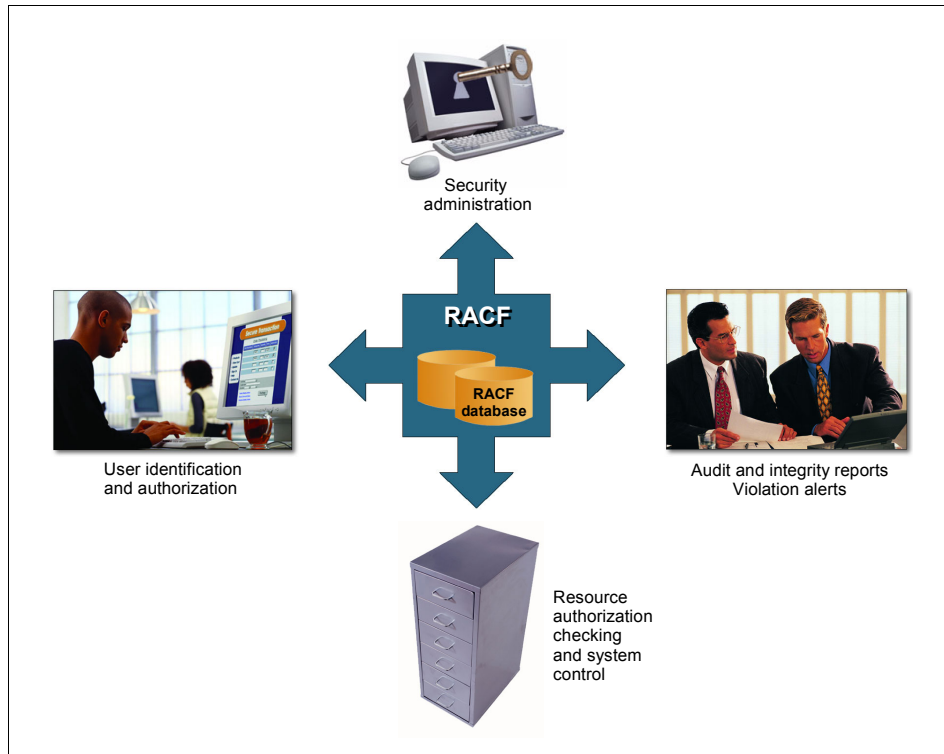 Security
administration
RACF
RACF
database
User identification
and authorization
Audit and integrity reports
Violation alerts
Resource
authorization
checking
and system
control